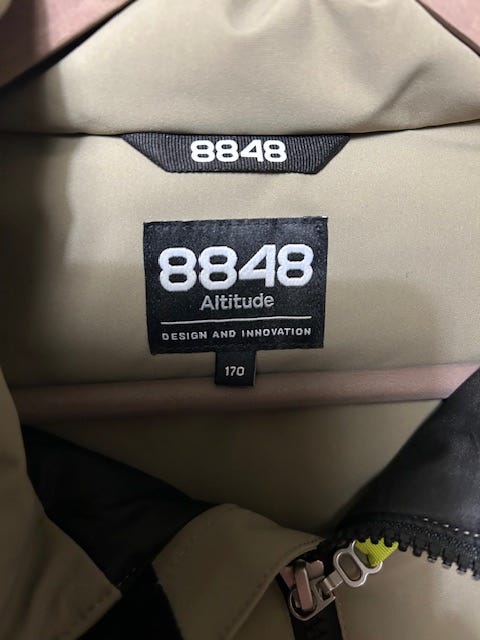 8848
8848
Altitude
DESIGN AND INNOVATION
170